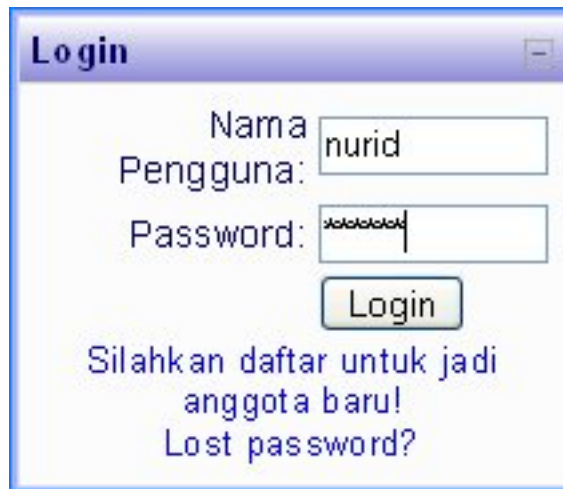 Login
Nama
Pengguna:
nurid
Password:
*******
Login
Silahkan daftar untuk jadi
anggota baru!
Lost password?